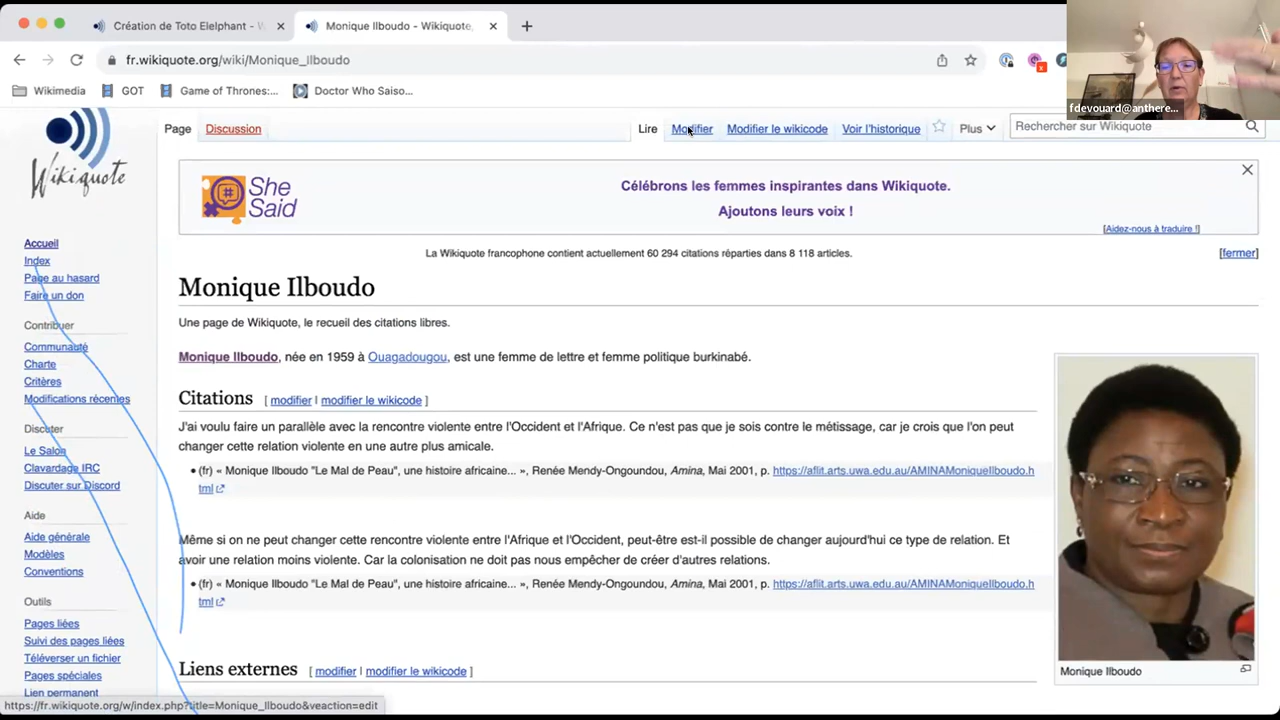 Création de Toto Elelphant - W
Monique Ilboudo - Wikiquote,
fr.wikiquote.org/wiki/Monique_Ilboudo
Wikimedia
GOT
Game of Thrones:...
Doctor Who Saiso...
fdevouard@anthere...
Page
Discussion
Lire
Modifier
Modifier le wikicode
Voir l'historique
Plus
Rechercher sur Wikiquote
Wikiquote
She
Said
Célébrons les femmes inspirantes dans Wikiquote.
Ajoutons leurs voix !
[Aidez-nous à traduire !]
La Wikiquote francophone contient actuellement 60 294 citations réparties dans 8 118 articles.
[fermer]
Accueil
Index
Page au hasard
Faire un don
Contribuer
Communauté
Charte
Critères
Modifications récentes
Discuter
Le Salon
Clavardage IRC
Discuter sur Discord
Aide
Aide générale
Modèles
Conventions
Outils
Pages liées
Suivi des pages liées
Téléverser un fichier
Pages spéciales
Lien permanent
Monique Ilboudo
Une page de Wikiquote, le recueil des citations libres.
Monique Ilboudo, née en 1959 à Ouagadougou, est une femme de lettre et femme politique burkinabé.
Citations [ modifier | modifier le wikicode ]
J'ai voulu faire un parallèle avec la rencontre violente entre l'Occident et l'Afrique. Ce n'est pas que je sois contre le métissage, car je crois que l'on peut
changer cette relation violente en une autre plus amicale.
(fr) « Monique Ilboudo "Le Mal de Peau", une histoire africaine... », Renée Mendy-Ongoundou, Amina, Mai 2001, p. https://aflit.arts.uwa.edu.au/AMINAMoniqueIlboudo.h
tml
Même si on ne peut changer cette rencontre violente entre l'Afrique et l'Occident, peut-être est-il possible de changer aujourd'hui ce type de relation. Et
avoir une relation moins violente. Car la colonisation ne doit pas nous empêcher de créer d'autres relations.
(fr) « Monique Ilboudo "Le Mal de Peau", une histoire africaine... », Renée Mendy-Ongoundou, Amina, Mai 2001, p. https://aflit.arts.uwa.edu.au/AMINAMoniqueIlboudo.h
tml
Liens externes [ modifier | modifier le wikicode ]
Monique Ilboudo
https://fr.wikiquote.org/w/index.php?title=Monique_Ilboudo&veaction=edit